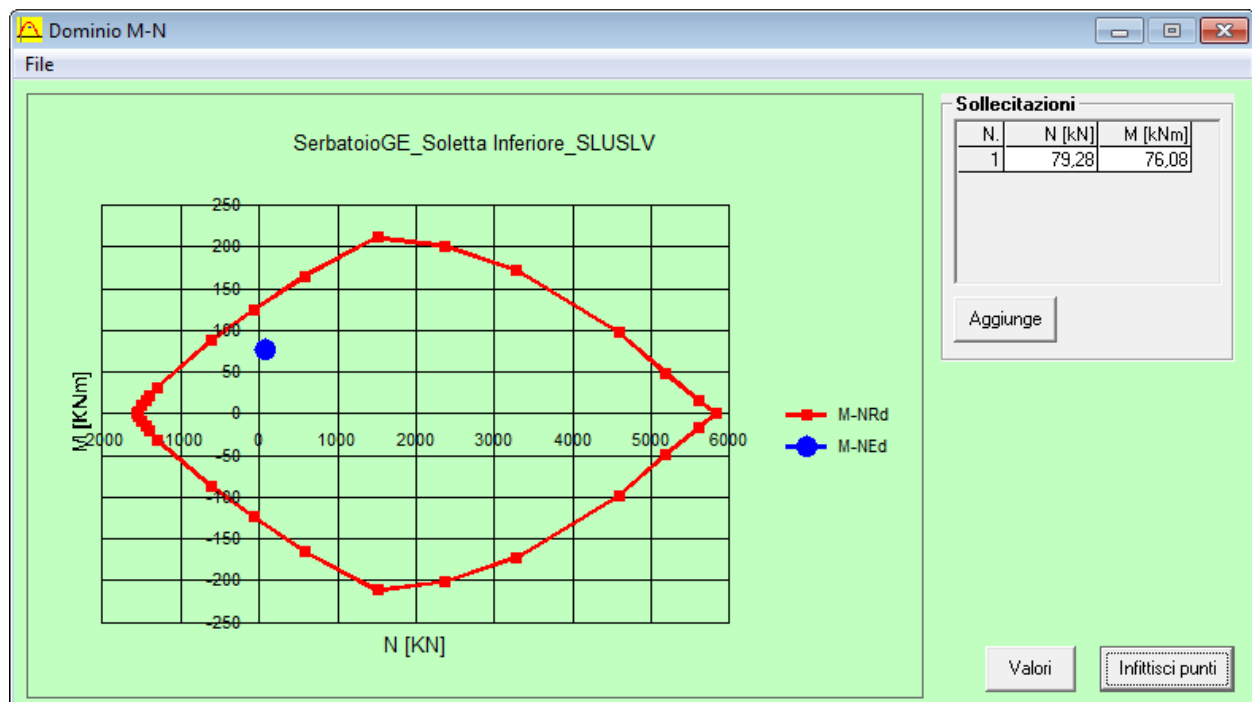 Dominio M-N
File
SerbatoioGE_Soletta Inferiore_SLUSLV
250
200
150
100
50
0
-50
-100
-150
-200
-250
M [KNm]
-2000 -1000 0 1000 2000 3000 4000 5000 6000
N [KN]
M-NRd
M-NEd
Sollecitazioni
N. N [kN] M [kNm]
1 79,28 76,08
Aggiunge
Valori
Infittisci punti